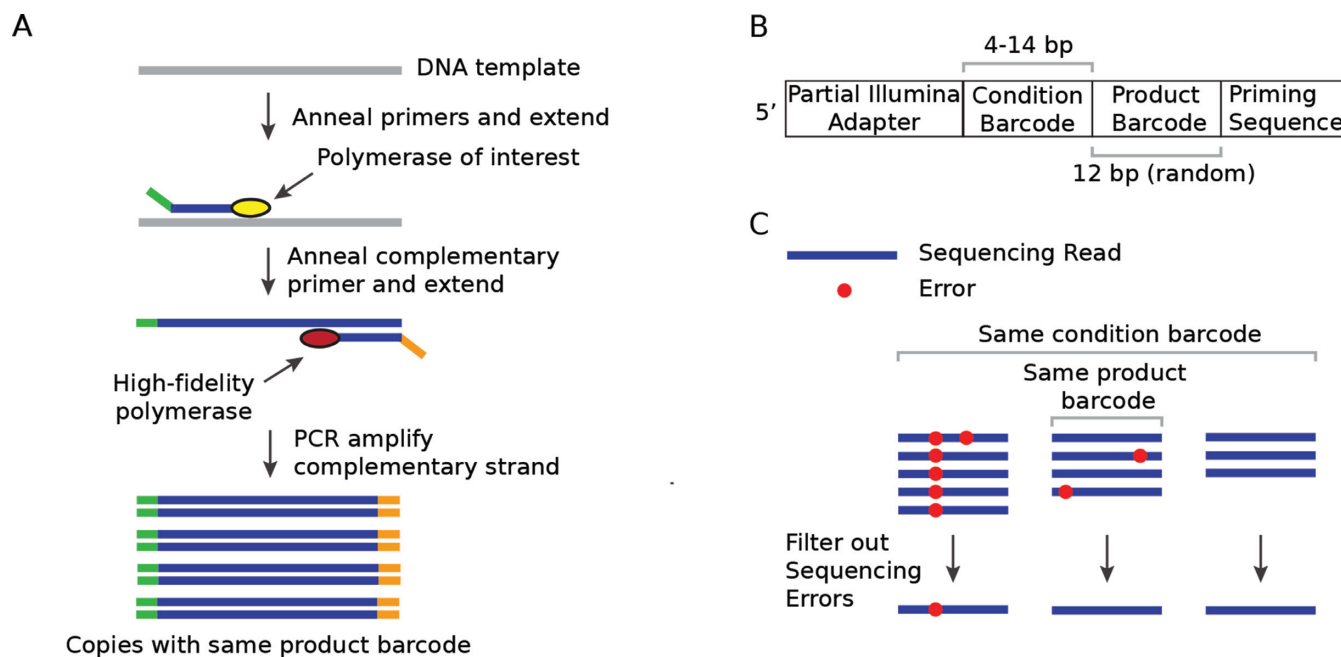 A
DNA template
Anneal primers and extend
Polymerase of interest
Anneal complementary
primer and extend
High-fidelity
polymerase
PCR amplify
complementary strand
Copies with same product barcode
B
4-14 bp
5’
Partial Illumina
Adapter
Condition
Barcode
Product
Barcode
Priming
Sequence
12 bp (random)
C
Sequencing Read
Error
Same condition barcode
Same product
barcode
Filter out
Sequencing
Errors